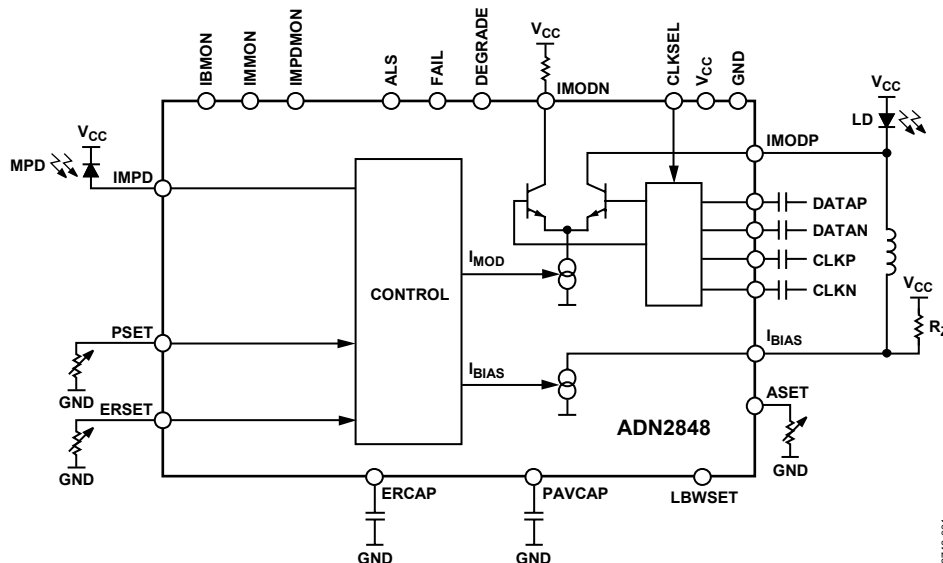 IBMON
IMMON
IMPDMON
ALS
FAIL
DEGRADE
VCC
IMODN
CLKSEL
VCC
GND
VCC
LD
IMODP
VCC
MPD
IMPD
DATAP
DATAN
CLKP
CLKN
IMOD
CONTROL
VCC
RZ
PSET
GND
IBIAS
IBIAS
ERSET
GND
ASET
GND
ADN2848
ERCAP
GND
PAVCAP
GND
LBWSET